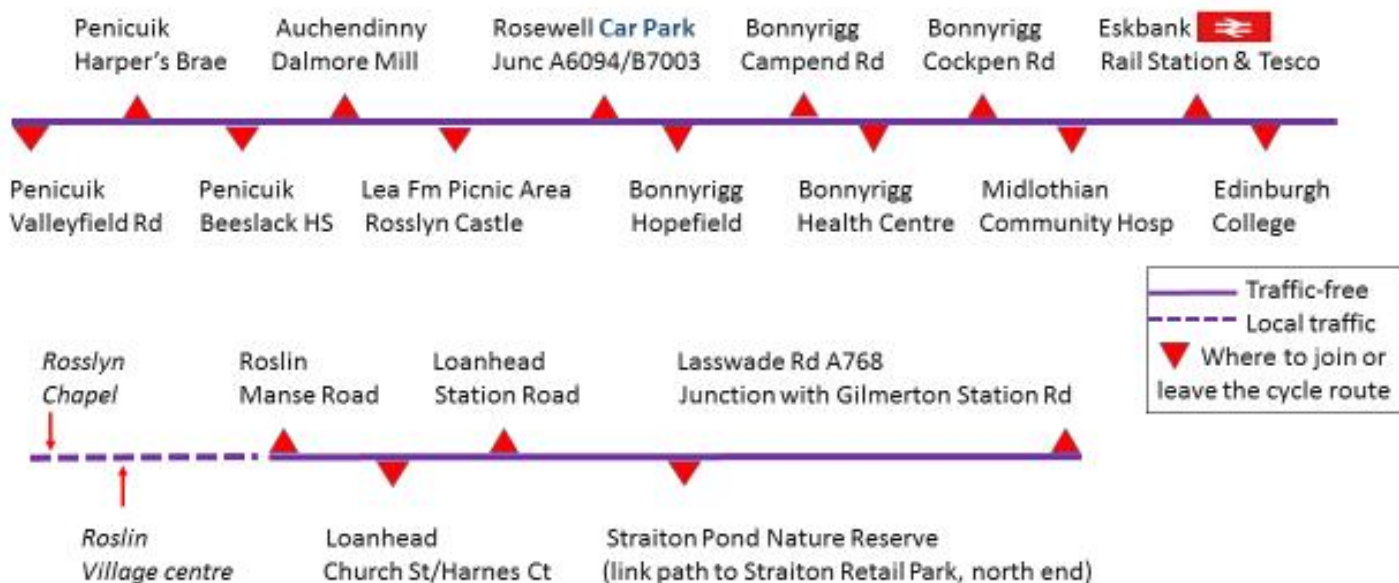 Penicuik
Harper's Brae
Auchendinny
Dalmore Mill
Rosewell Car Park
Junc A6094/B7003
Bonnyrigg
Campend Rd
Bonnyrigg
Cockpen Rd
Eskbank
Rail Station & Tesco
Penicuik
Valleyfield Rd
Penicuik
Beeslack HS
Lea Fm Picnic Area
Rosslyn Castle
Bonnyrigg
Hopefield
Bonnyrigg
Health Centre
Midlothian
Community Hosp
Edinburgh
College
Traffic-free
Local traffic
Where to join or
leave the cycle route
Rosslyn
Chapel
Roslin
Manse Road
Loanhead
Station Road
Lasswade Rd A768
Junction with Gilmerton Station Rd
Roslin
Village centre
Loanhead
Church St/Harnes Ct
Straiton Pond Nature Reserve
(link path to Straiton Retail Park, north end)